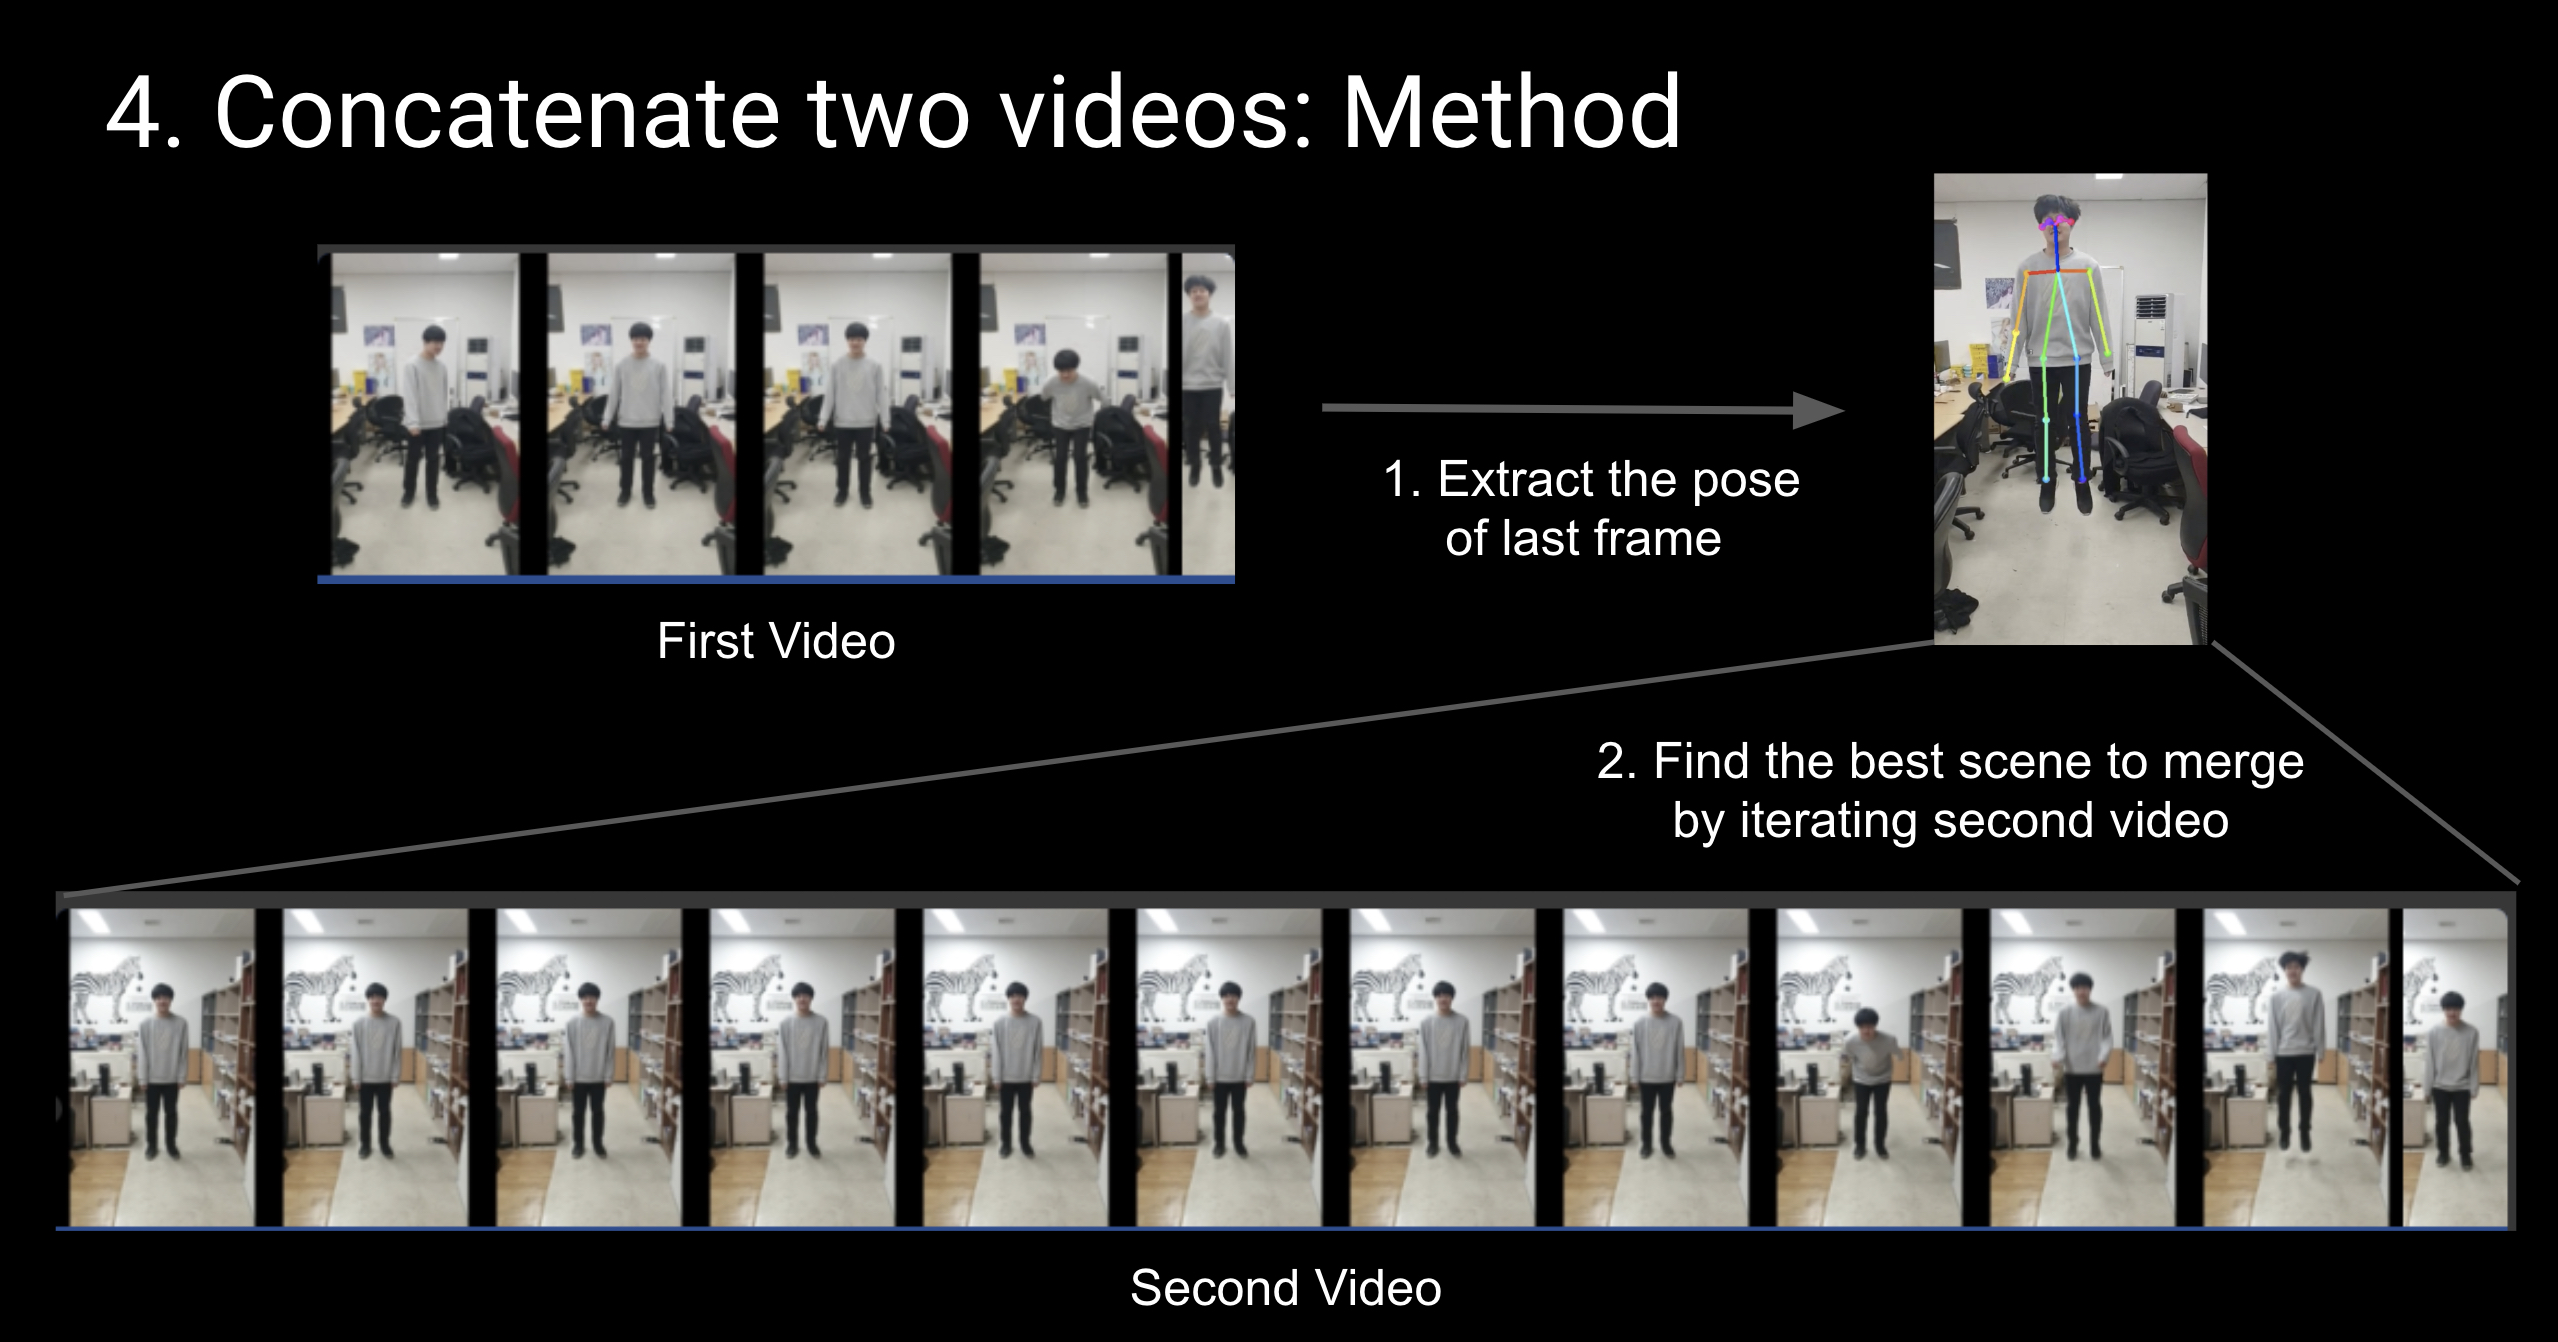 4. Concatenate two videos: Method
1. Extract the pose
of last frame
First Video
2. Find the best scene to merge
by iterating second video
Second Video